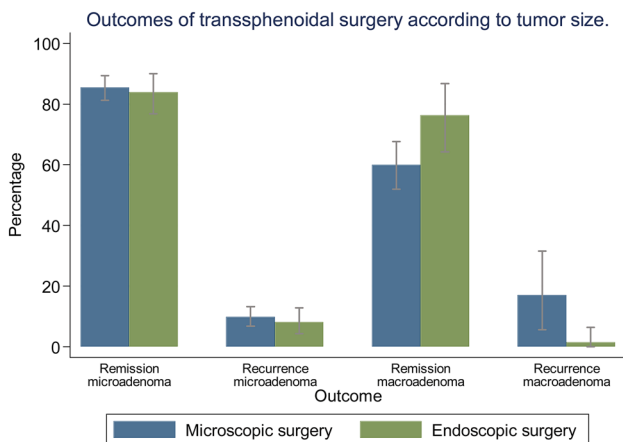 Outcomes of transsphenoidal surgery according to tumor size.
100
80
60
40
20
0
Percentage
Remission
microadenoma
Recurrence
microadenoma
Remission
macroadenoma
Recurrence
macroadenoma
Outcome
Microscopic surgery
Endoscopic surgery